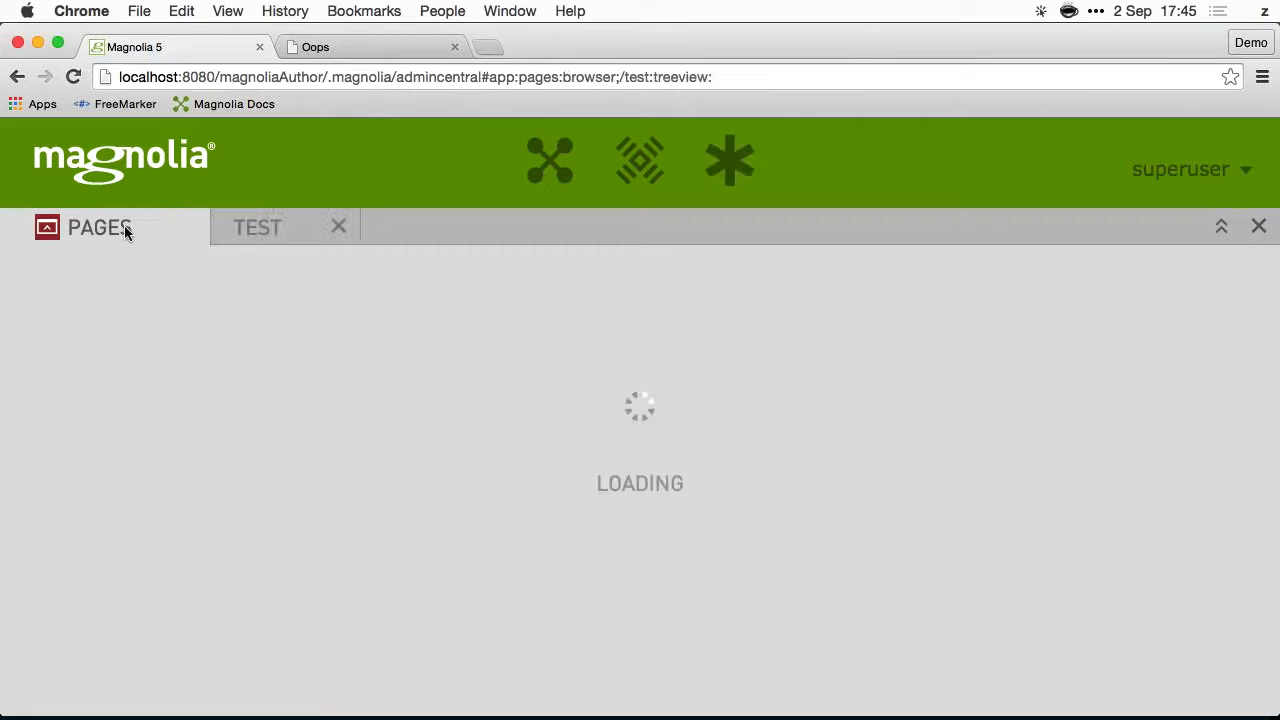 Chrome File Edit View History Bookmarks People Window Help ••• 2 Sep 17:45 z
Magnolia 5 Oops Demo
localhost:8080/magnoliaAuthor/.magnolia/admincentral#app:pages:browser;/test:treeview:
Apps <#> FreeMarker Magnolia Docs
magnolia® superuser
PAGES TEST
LOADING